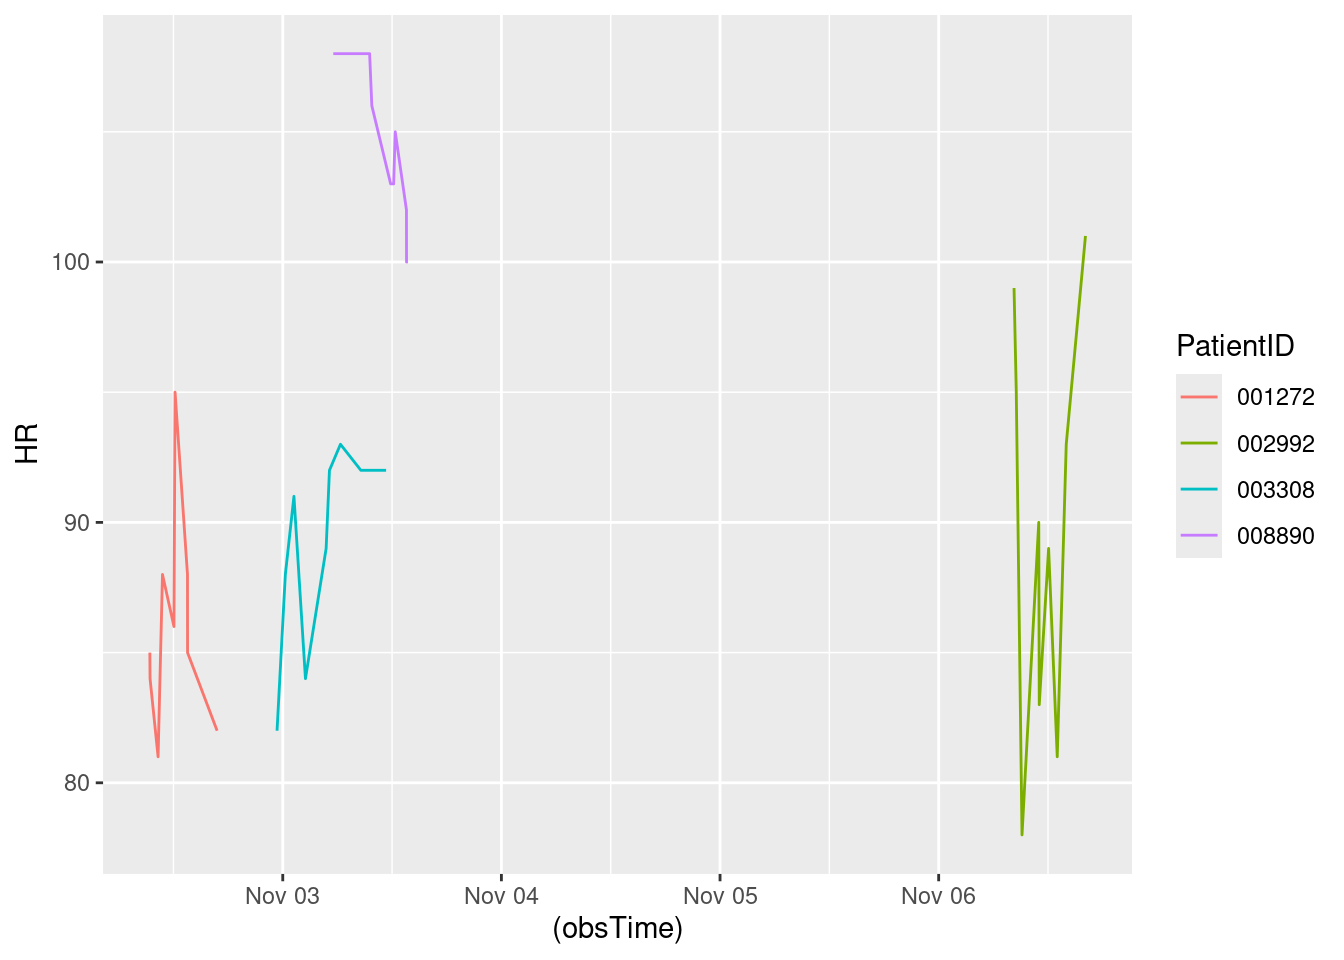 HR
100
90
80
Nov 03
Nov 04
Nov 05
Nov 06
(obsTime)
PatientID
001272
002992
003308
008890